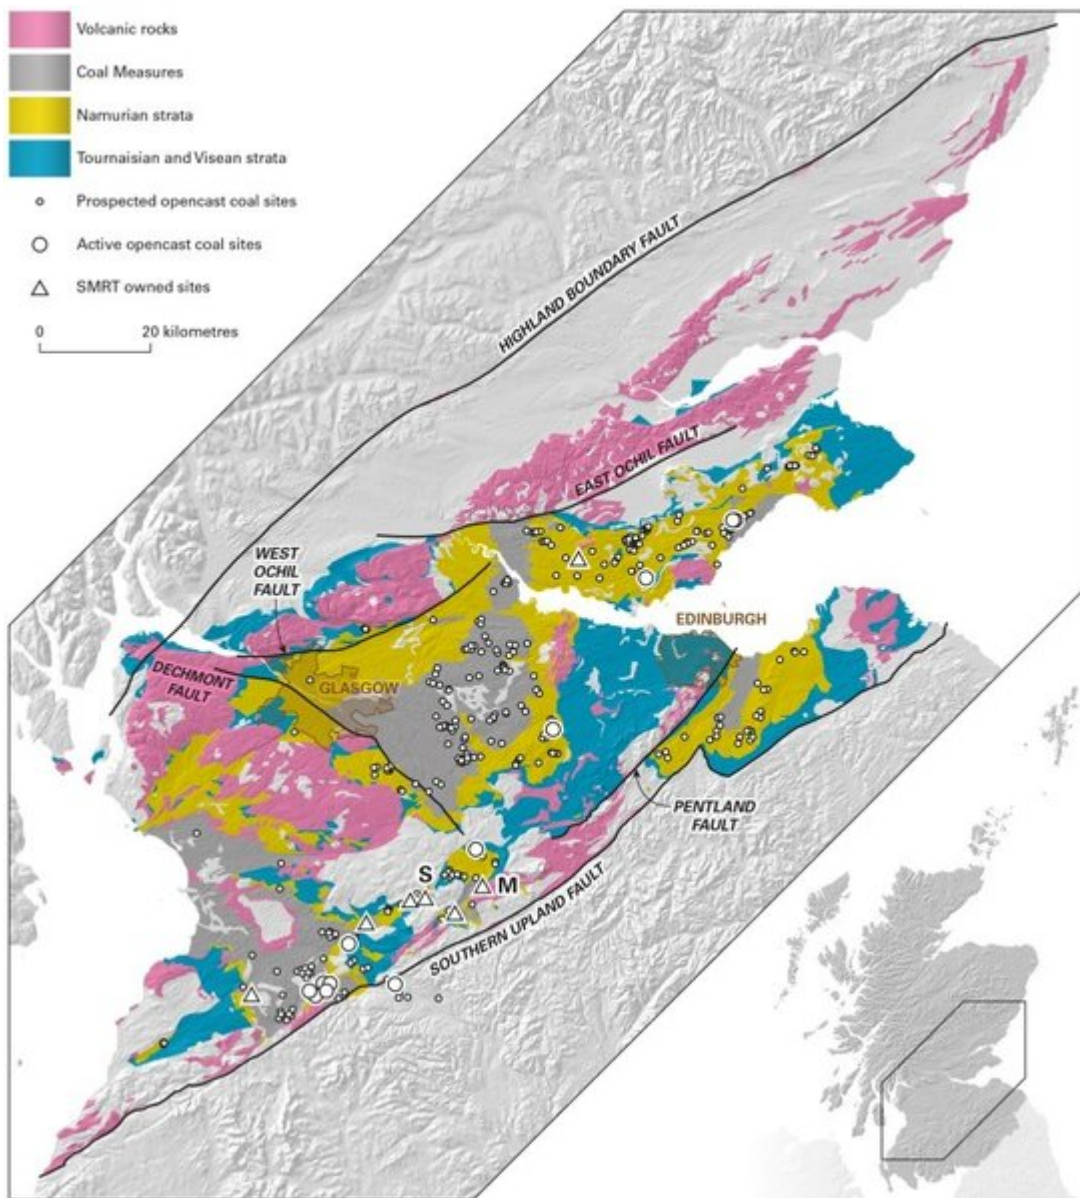 Volcanic rocks
Coal Measures
Namurian strata
Tournaisian and Visean strata
Prospected opencast coal sites
Active opencast coal sites
SMRT owned sites
0 20 kilometres
HIGHLAND BOUNDARY FAULT
EAST OCHIL FAULT
WEST
OCHIL
FAULT
EDINBURGH
DECHMONT
FAULT
GLASGOW
PENTLAND
FAULT
S
M
SOUTHERN UPLAND FAULT